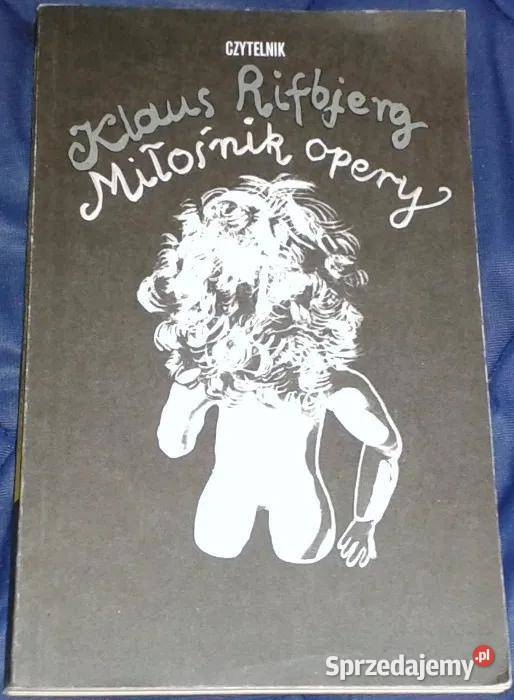 CZYTELNIK
Klaus Rifbjerg
Miłośnik opery
Sprzedajemy.pl